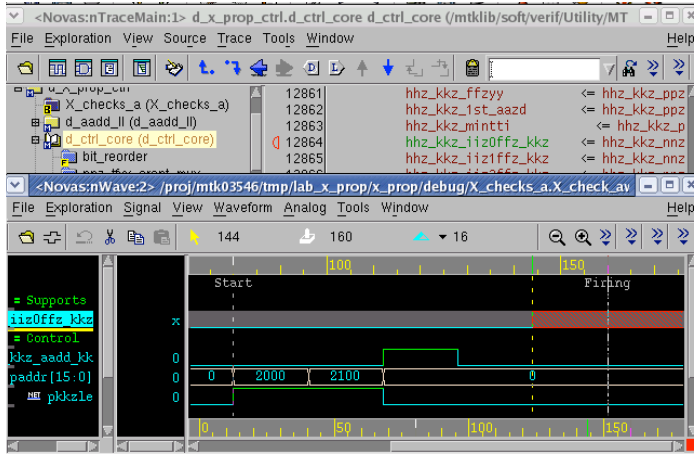 <Novas:nTraceMain:1> d_x_prop_ctrl.d_ctrl_core d_ctrl_core (/mtklib/soft/verif/Utility/MT
File Exploration View Source Trace Tools Window Help
X_checks_a (X_checks_a)
d_aadd_II (d_aadd_II)
d_ctrl_core (d_ctrl_core)
bit_reorder
12861 hhz_kkz_ffzyy <= hhz_kkz_ppz
12862 hhz_kkz_1st_aazd <= hhz_kkz_ppz
12863 hhz_kkz_mintti <= hhz_kkz_p
12864 hhz_kkz_iiz0ffz_kkz <= hhz_kkz_nnz
12865 hhz_kkz_iiz1ffz_kkz <= hhz_kkz_nnz
<Novas:nWave:2> /proj/mtk03546/tmp/lab_x_prop/x_prop/debug/X_checks_a.X_check_av
File Exploration Signal View Waveform Analog Tools Window Help
144 160 16
100 150
Start Firing
= Supports
iiz0ffz_kkz x
= Control
kkz_aadd_kk 0
paddr[15:0] 0 0 2000 2100 0
NET pkkzle 0
0 50 100 150